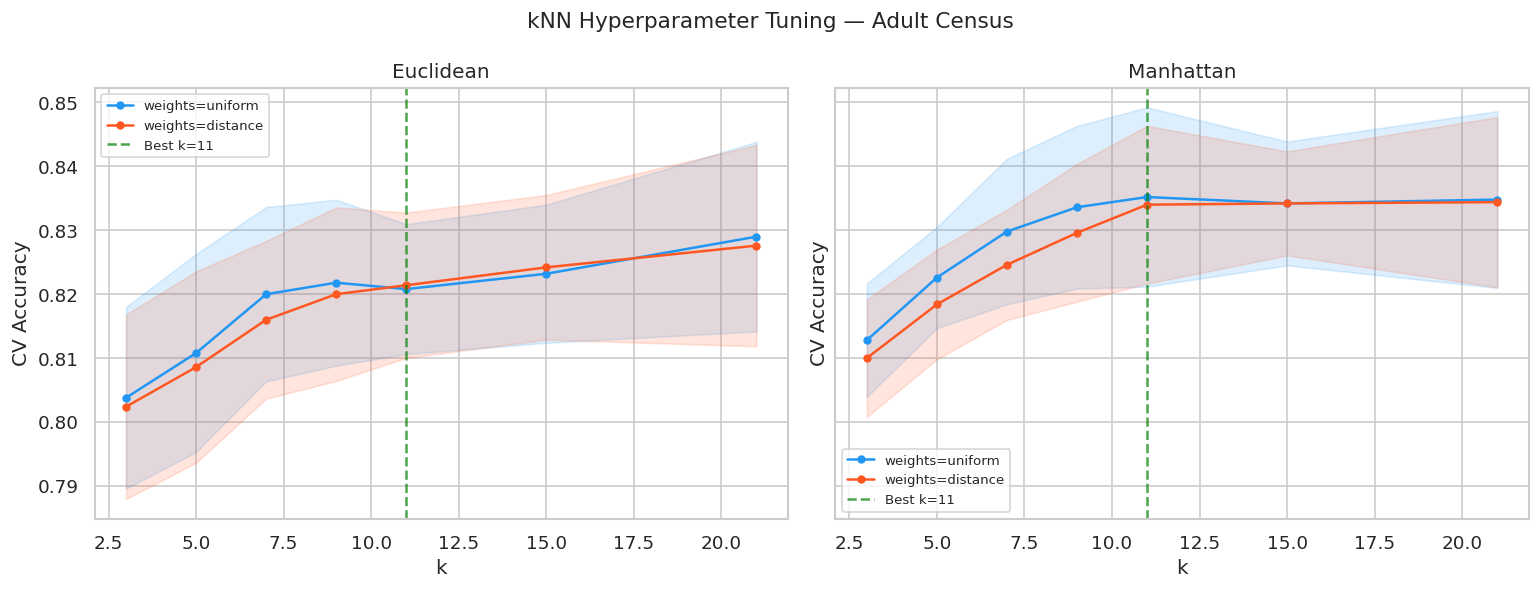 kNN Hyperparameter Tuning — Adult Census
Euclidean
CV Accuracy
0.85
0.84
0.83
0.82
0.81
0.80
0.79
weights=uniform
weights=distance
Best k=11
2.5 5.0 7.5 10.0 12.5 15.0 17.5 20.0
k
Manhattan
CV Accuracy
weights=uniform
weights=distance
Best k=11
2.5 5.0 7.5 10.0 12.5 15.0 17.5 20.0
k